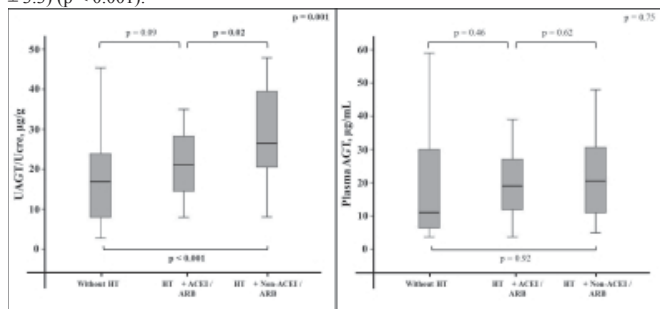 ± 5.5) (p < 0.001).
p = 0.001
p = 0.09
p = 0.02
UAGT/Ucre, µg/g
50
40
30
20
10
0
p < 0.001
Without HT
HT + ACEI / ARB
HT + Non-ACEI / ARB
p = 0.75
p = 0.46
p = 0.62
Plasma AGT, µg/mL
60
50
40
30
20
10
0
p = 0.92
Without HT
HT + ACEI / ARB
HT + Non-ACEI / ARB